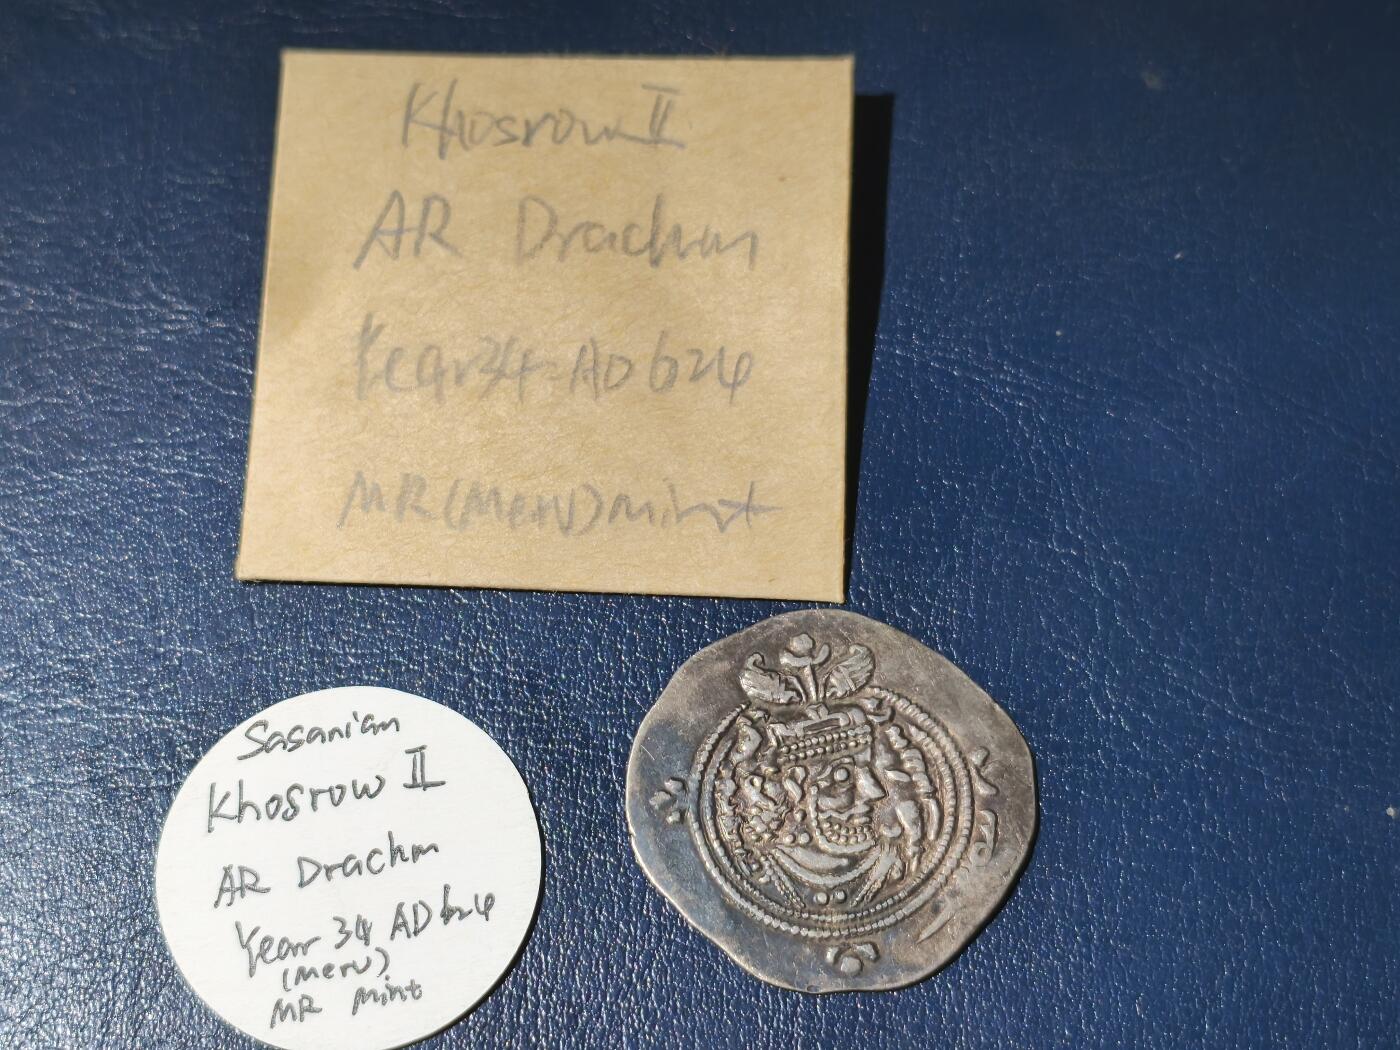 Khosrow II
AR Drachm
Year 34 AD 624
MR (Merv) mint
Sasanian
Khosrow II
AR Drachm
Year 34 AD 624
(Merv)
MR Mint